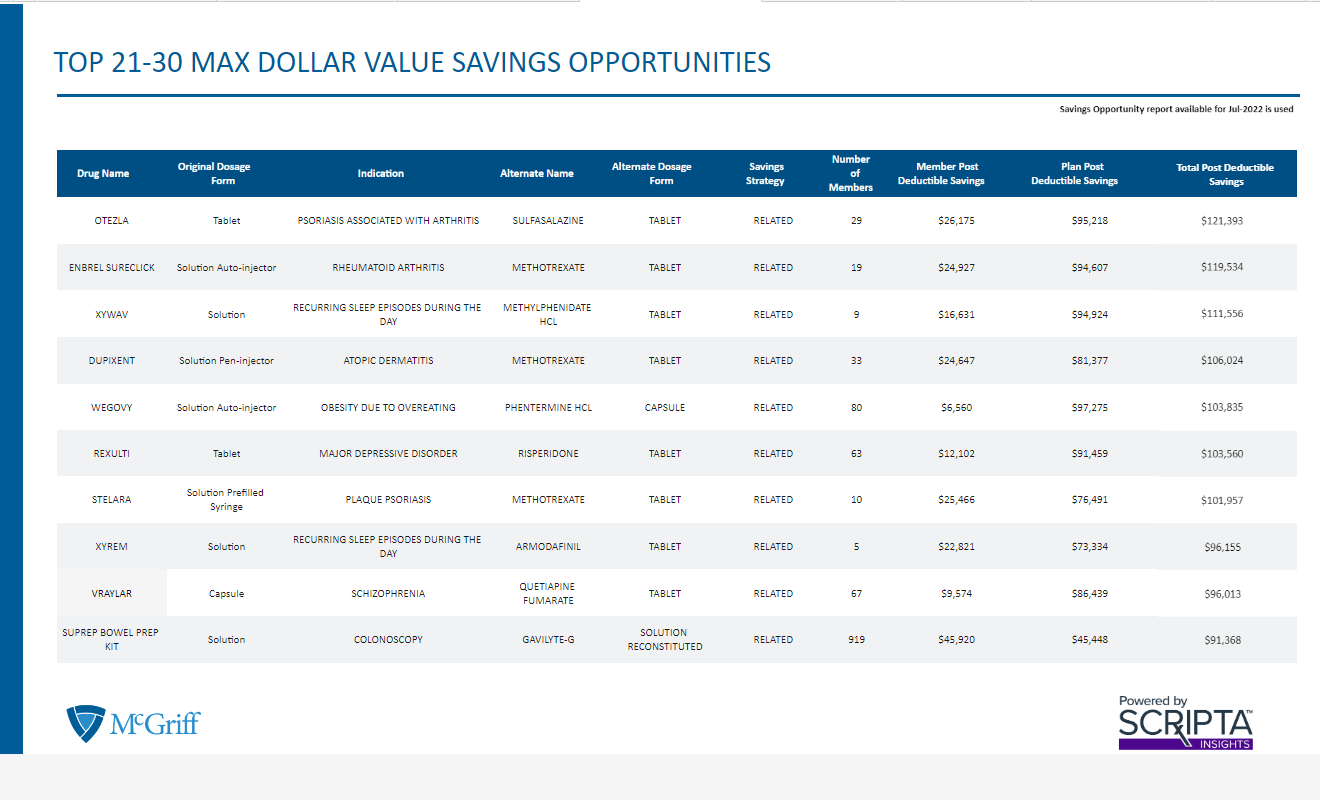 TOP 21-30 MAX DOLLAR VALUE SAVINGS OPPORTUNITIES
Savings Opportunity report available for Jul-2022 is used
Drug Name Original Dosage Form Indication Alternate Name Alternate Dosage Form Savings Strategy Number of Members Member Post Deductible Savings Plan Post Deductible Savings Total Post Deductible Savings
OTEZLA Tablet PSORIASIS ASSOCIATED WITH ARTHRITIS SULFASALAZINE TABLET RELATED 29 $26,175 $95,218 $121,393
ENBREL SURECLICK Solution Auto-injector RHEUMATOID ARTHRITIS METHOTREXATE TABLET RELATED 19 $24,927 $94,607 $119,534
XYWAV Solution RECURRING SLEEP EPISODES DURING THE DAY METHYLPHENIDATE HCL TABLET RELATED 9 $16,631 $94,924 $111,556
DUPIXENT Solution Pen-injector ATOPIC DERMATITIS METHOTREXATE TABLET RELATED 33 $24,647 $81,377 $106,024
WEGOVY Solution Auto-injector OBESITY DUE TO OVEREATING PHENTERMINE HCL CAPSULE RELATED 80 $6,560 $97,275 $103,835
REXULTI Tablet MAJOR DEPRESSIVE DISORDER RISPERIDONE TABLET RELATED 63 $12,102 $91,459 $103,560
STELARA Solution Prefilled Syringe PLAQUE PSORIASIS METHOTREXATE TABLET RELATED 10 $25,466 $76,491 $101,957
XYREM Solution RECURRING SLEEP EPISODES DURING THE DAY ARMODAFINIL TABLET RELATED 5 $22,821 $73,334 $96,155
VRAYLAR Capsule SCHIZOPHRENIA QUETIAPINE FUMARATE TABLET RELATED 67 $9,574 $86,439 $96,013
SUPREP BOWEL PREP KIT Solution COLONOSCOPY GAVILYTE-G SOLUTION RECONSTITUTED RELATED 919 $45,920 $45,448 $91,368
McGriff
Powered by
SCRIPTA™
INSIGHTS